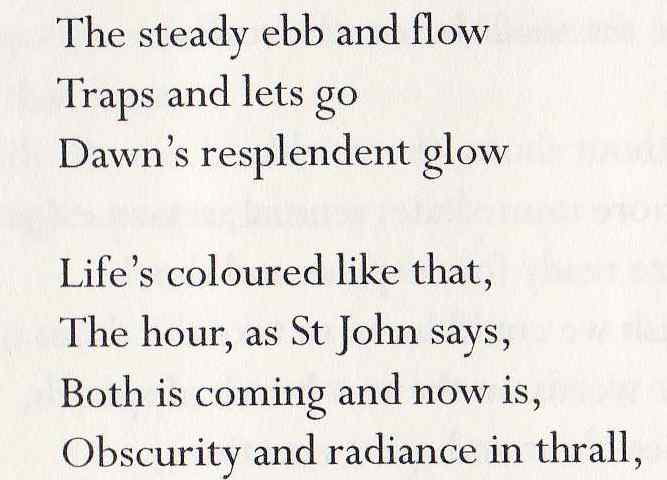 The steady ebb and flow
Traps and lets go
Dawn's resplendent glow
Life's coloured like that,
The hour, as St John says,
Both is coming and now is,
Obscurity and radiance in thrall,